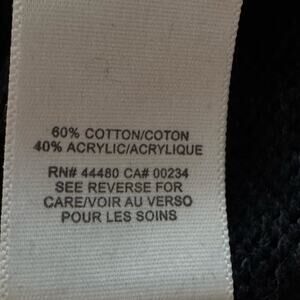 60% COTTON/COTON
40% ACRYLIC/ACRYLIQUE
RN# 44480 CA# 00234
SEE REVERSE FOR
CARE/VOIR AU VERSO
POUR LES SOINS